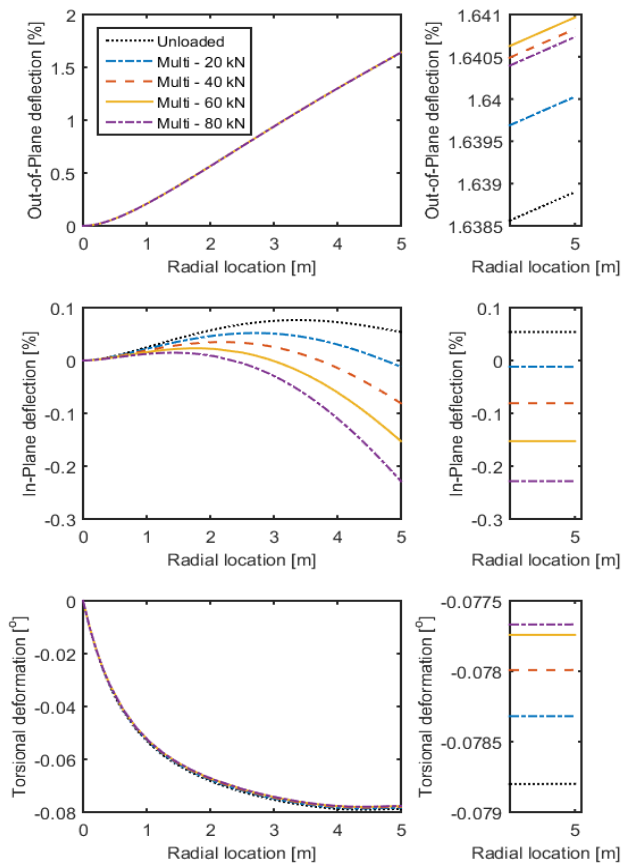 Out-of-Plane deflection [%]
2
1.5
1
0.5
0
Unloaded
Multi - 20 kN
Multi - 40 kN
Multi - 60 kN
Multi - 80 kN
0 1 2 3 4 5
Radial location [m]
Out-of-Plane deflection [%]
1.641
1.6405
1.64
1.6395
1.639
1.6385
5
Radial location [m]
In-Plane deflection [%]
0.1
0
-0.1
-0.2
-0.3
0 1 2 3 4 5
Radial location [m]
In-Plane deflection [%]
0.1
0
-0.1
-0.2
-0.3
5
Radial location [m]
Torsional deformation [º]
0
-0.02
-0.04
-0.06
-0.08
0 1 2 3 4 5
Radial location [m]
Torsional deformation [º]
-0.0775
-0.078
-0.0785
-0.079
5
Radial location [m]